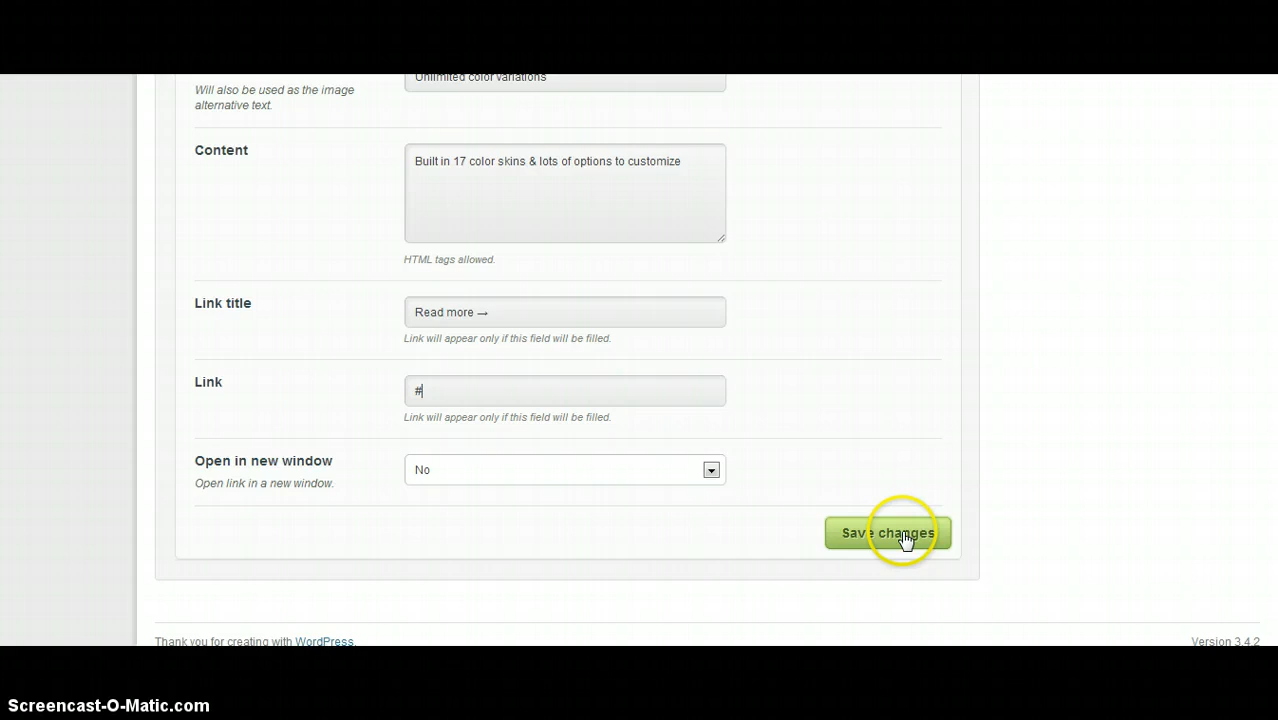 Unlimited color variations
Will also be used as the image
alternative text.
Content
Built in 17 color skins & lots of options to customize
HTML tags allowed.
Link title
Read more →
Link will appear only if this field will be filled.
Link
#
Link will appear only if this field will be filled.
Open in new window
No
Open link in a new window.
Save changes
Thank you for creating with WordPress.
Version 3.4.2
Screencast-O-Matic.com